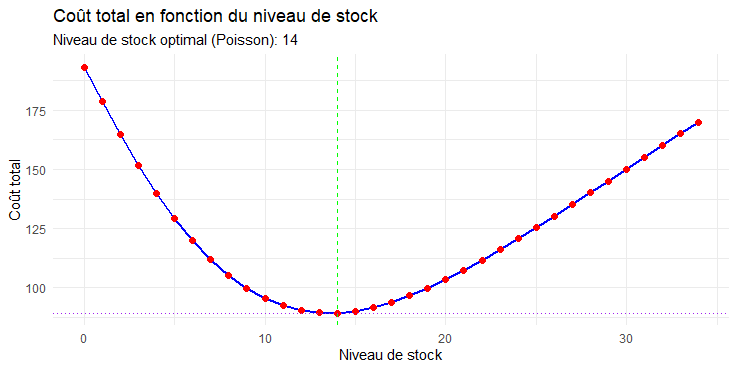 Coût total en fonction du niveau de stock
Niveau de stock optimal (Poisson): 14
175
150
125
100
Coût total
0 10 20 30
Niveau de stock